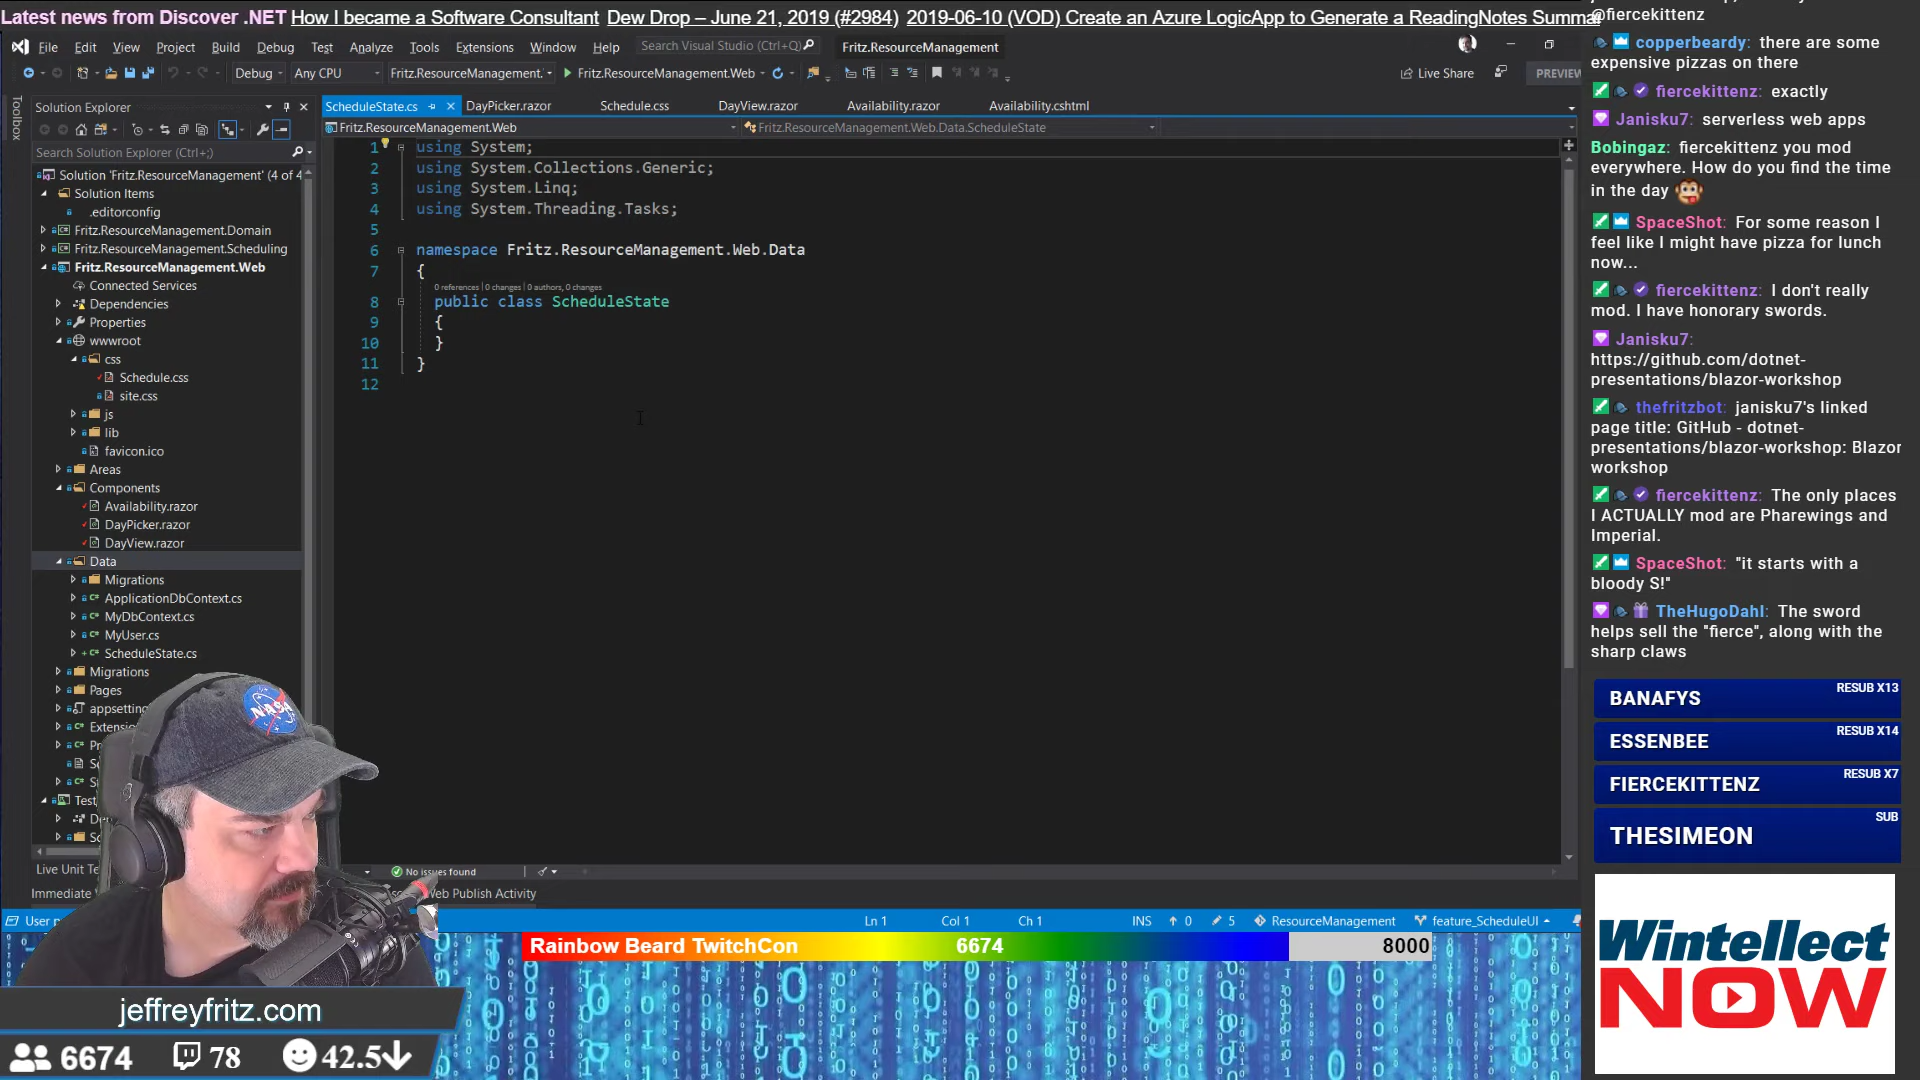 Latest news from Discover .NET How I became a Software Consultant Dew Drop – June 21, 2019 (#2984) 2019-06-10 (VOD) Create an Azure LogicApp to Generate a ReadingNotes Summar
File Edit View Project Build Debug Test Analyze Tools Extensions Window Help Search Visual Studio (Ctrl+Q) Fritz.ResourceManagement
Debug Any CPU Fritz.ResourceManagement. Fritz.ResourceManagement.Web Live Share PREVIEW
Toolbox
Solution Explorer
Search Solution Explorer (Ctrl+;)
Solution 'Fritz.ResourceManagement' (4 of 4
Solution Items
.editorconfig
Fritz.ResourceManagement.Domain
Fritz.ResourceManagement.Scheduling
Fritz.ResourceManagement.Web
Connected Services
Dependencies
Properties
wwwroot
css
Schedule.css
site.css
js
lib
favicon.ico
Areas
Components
Availability.razor
DayPicker.razor
DayView.razor
Data
Migrations
ApplicationDbContext.cs
MyDbContext.cs
MyUser.cs
ScheduleState.cs
Migrations
Pages
appsetting
Extensio
Pr
S
S
Test
De
Sc
Live Unit Te
Immediate
Web Publish Activity
ScheduleState.cs DayPicker.razor Schedule.css DayView.razor Availability.razor Availability.cshtml
Fritz.ResourceManagement.Web Fritz.ResourceManagement.Web.Data.ScheduleState
1 using System;
2 using System.Collections.Generic;
3 using System.Linq;
4 using System.Threading.Tasks;
5
6 namespace Fritz.ResourceManagement.Web.Data
7 {
0 references | 0 changes | 0 authors, 0 changes
8 public class ScheduleState
9 {
10 }
11 }
12
No issues found
User Ln 1 Col 1 Ch 1 INS 0 5 ResourceManagement feature_ScheduleUI
NASA
Rainbow Beard TwitchCon 6674 8000
jeffreyfritz.com
6674 78 42.5
@fiercekittenz
copperbeardy: there are some
expensive pizzas on there
fiercekittenz: exactly
Janisku7: serverless web apps
Bobingaz: fiercekittenz you mod
everywhere. How do you find the time
in the day
SpaceShot: For some reason I
feel like I might have pizza for lunch
now...
fiercekittenz: I don't really
mod. I have honorary swords.
Janisku7:
https://github.com/dotnet-
presentations/blazor-workshop
thefritzbot: janisku7's linked
page title: GitHub - dotnet-
presentations/blazor-workshop: Blazor
workshop
fiercekittenz: The only places
I ACTUALLY mod are Pharewings and
Imperial.
SpaceShot: "it starts with a
bloody S!"
TheHugoDahl: The sword
helps sell the "fierce", along with the
sharp claws
BANAFYS RESUB X13
ESSENBEE RESUB X14
FIERCEKITTENZ RESUB X7
THESIMEON SUB
Wintellect
NOW